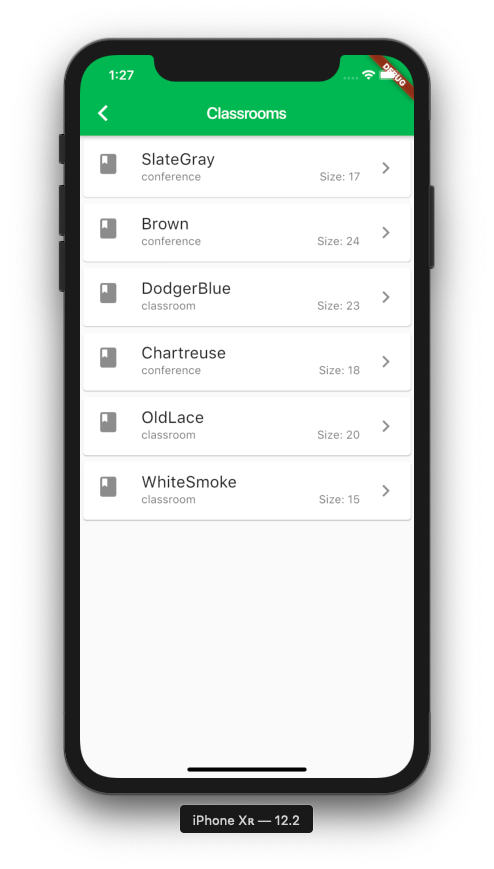 1:27
DEBUG
Classrooms
SlateGray
conference
Size: 17
Brown
conference
Size: 24
DodgerBlue
classroom
Size: 23
Chartreuse
conference
Size: 18
OldLace
classroom
Size: 20
WhiteSmoke
classroom
Size: 15
iPhone Xʀ — 12.2